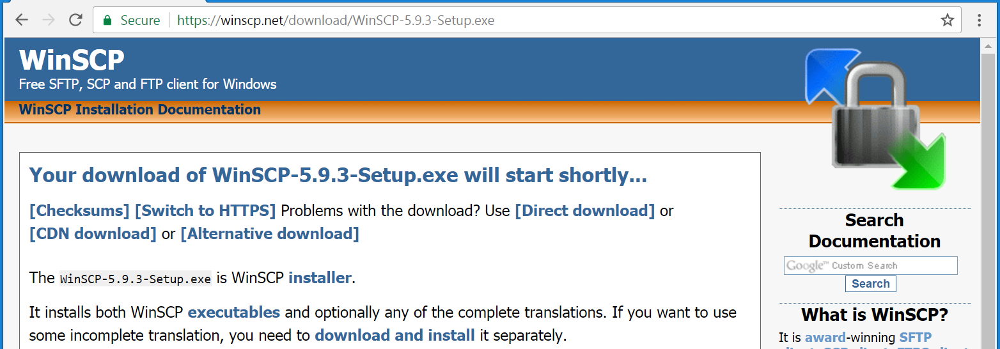 Secure https://winscp.net/download/WinSCP-5.9.3-Setup.exe
WinSCP
Free SFTP, SCP and FTP client for Windows
WinSCP Installation Documentation
Your download of WinSCP-5.9.3-Setup.exe will start shortly...
[Checksums] [Switch to HTTPS] Problems with the download? Use [Direct download] or
[CDN download] or [Alternative download]
The WinSCP-5.9.3-Setup.exe is WinSCP installer.
It installs both WinSCP executables and optionally any of the complete translations. If you want to use
some incomplete translation, you need to download and install it separately.
Search
Documentation
Google™ Custom Search
Search
What is WinSCP?
It is award-winning SFTP